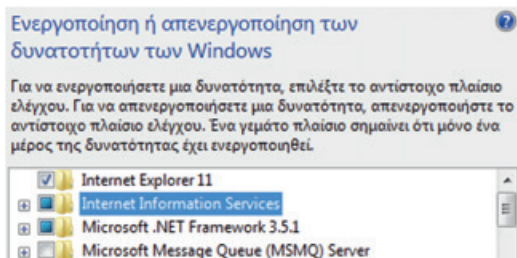 Ενεργοποίηση ή απενεργοποίηση των
δυνατοτήτων των Windows
Για να ενεργοποιήσετε μια δυνατότητα, επιλέξτε το αντίστοιχο πλαίσιο
ελέγχου. Για να απενεργοποιήσετε μια δυνατότητα, απενεργοποιήστε το
αντίστοιχο πλαίσιο ελέγχου. Ένα γεμάτο πλαίσιο σημαίνει ότι μόνο ένα
μέρος της δυνατότητας έχει ενεργοποιηθεί.
Internet Explorer 11
Internet Information Services
Microsoft .NET Framework 3.5.1
Microsoft Message Queue (MSMQ) Server